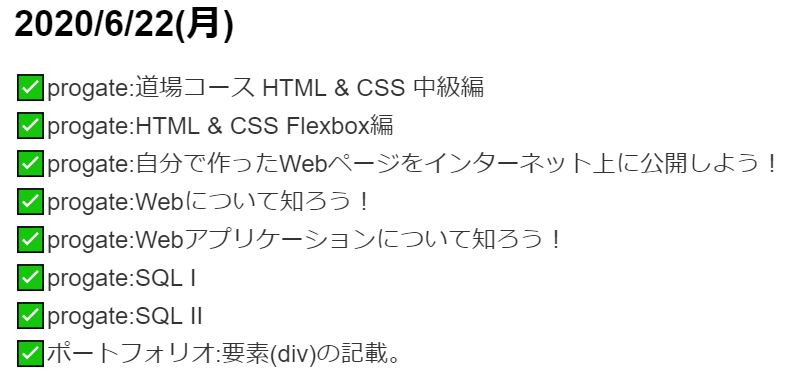 2020/6/22(月)
✅progate:道場コース HTML & CSS 中級編
✅progate:HTML & CSS Flexbox編
✅progate:自分で作ったWebページをインターネット上に公開しよう！
✅progate:Webについて知ろう！
✅progate:Webアプリケーションについて知ろう！
✅progate:SQL I
✅progate:SQL II
✅ポートフォリオ:要素(div)の記載。